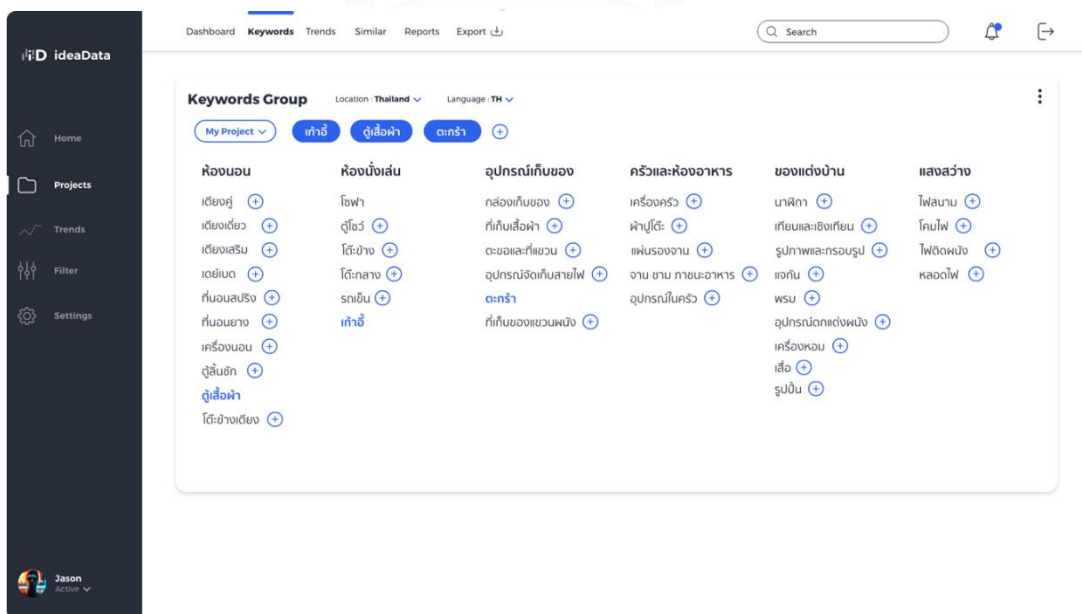 ideaData
Dashboard Keywords Trends Similar Reports Export
Search
Home
Projects
Trends
Filter
Settings
Jason
Active
Keywords Group Location : Thailand Language : TH
My Project เก้าอี้ ตู้เสื้อผ้า ตะกร้า
ห้องนอน
เตียงคู่
เตียงเดี่ยว
เตียงเสริม
เดย์เบด
ที่นอนสปริง
ที่นอนยาง
เครื่องนอน
ตู้ลิ้นชัก
ตู้เสื้อผ้า
โต๊ะข้างเตียง
ห้องนั่งเล่น
โซฟา
ตู้โชว์
โต๊ะข้าง
โต๊ะกลาง
รถเข็น
เก้าอี้
อุปกรณ์เก็บของ
กล่องเก็บของ
ที่เก็บเสื้อผ้า
ตะขอและที่แขวน
อุปกรณ์จัดเก็บสายไฟ
ตะกร้า
ที่เก็บของแขวนผนัง
ครัวและห้องอาหาร
เครื่องครัว
ผ้าปูโต๊ะ
แผ่นรองจาน
จาน ชาม ภาชนะอาหาร
อุปกรณ์ในครัว
ของแต่งบ้าน
นาฬิกา
เทียนและเชิงเทียน
รูปภาพและกรอบรูป
แจกัน
พรม
อุปกรณ์ตกแต่งผนัง
เครื่องหอม
เสื่อ
รูปปั้น
แสงสว่าง
ไฟสนาม
โคมไฟ
ไฟติดผนัง
หลอดไฟ